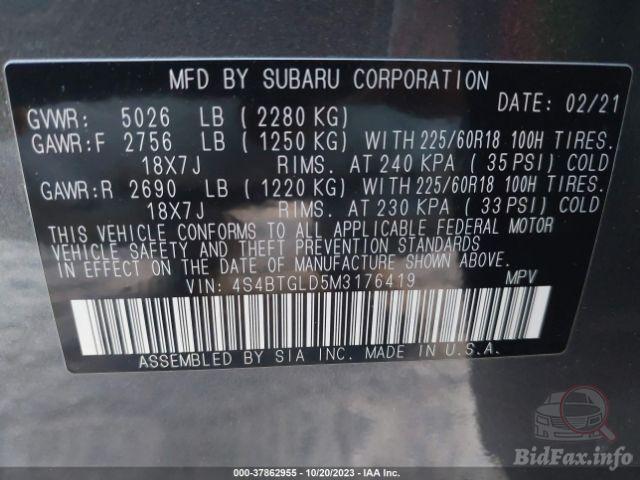 MFD BY SUBARU CORPORATION
DATE: 02/21
GVWR: 5026 LB ( 2280 KG)
GAWR:F 2756 LB ( 1250 KG) WITH 225/60R18 100H TIRES.
18X7J RIMS. AT 240 KPA ( 35 PSI) COLD
GAWR:R 2690 LB ( 1220 KG) WITH 225/60R18 100H TIRES.
18X7J RIMS. AT 230 KPA ( 33 PSI) COLD
THIS VEHICLE CONFORMS TO ALL APPLICABLE FEDERAL MOTOR
VEHICLE SAFETY AND THEFT PREVENTION STANDARDS
IN EFFECT ON THE DATE OF MANUFACTURE SHOWN ABOVE.
VIN: 4S4BTGLD5M3176419 MPV
ASSEMBLED BY SIA INC. MADE IN U.S.A.
BidFax.info
000-37862955 - 10/20/2023 - IAA Inc.